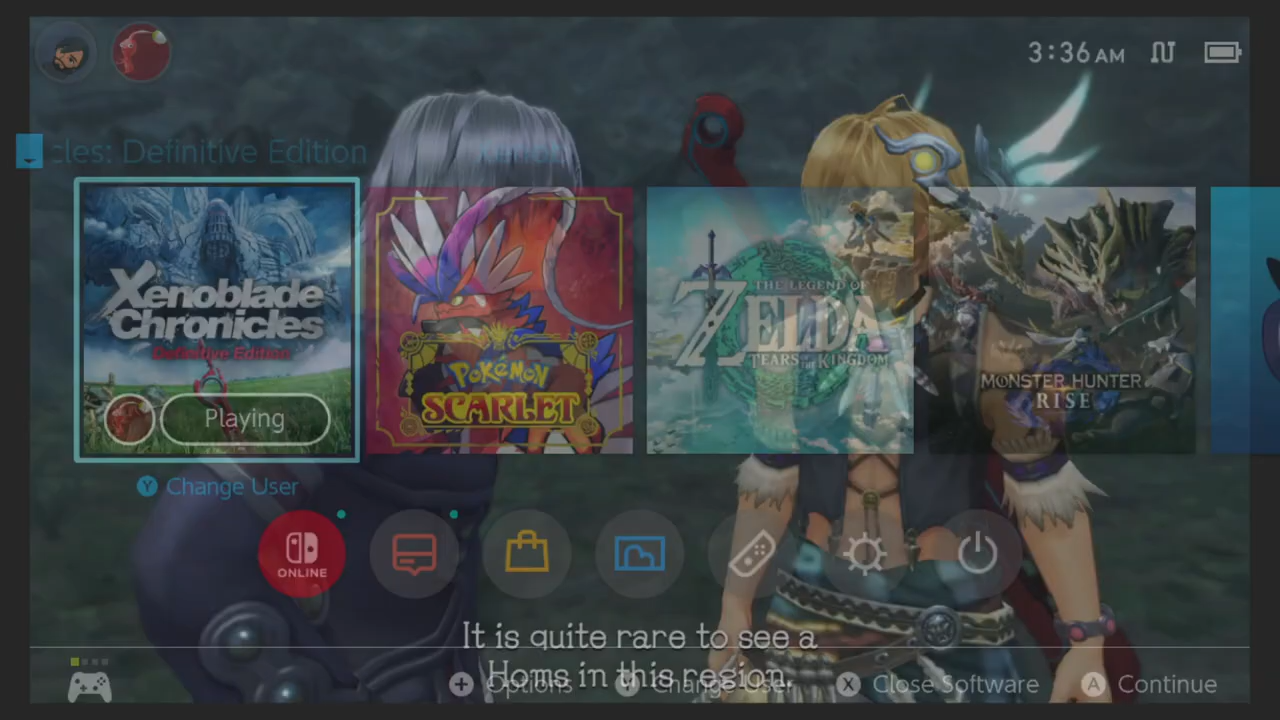 3:36 AM
cles: Definitive Edition
Xenoblade
Chronicles
Definitive Edition
Playing
POKÉMON
SCARLET
THE LEGEND OF
ZELDA
TEARS OF THE KINGDOM
MONSTER HUNTER
RISE
Y Change User
ONLINE
It is quite rare to see a
Homs in this region.
+ Options
Change User
X Close Software
A Continue